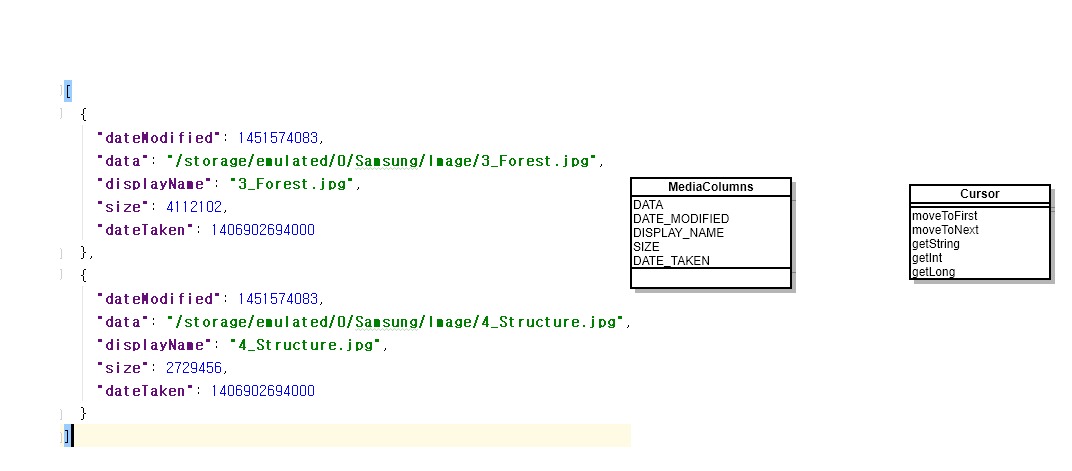 [
{
"dateModified": 1451574083,
"data": "/storage/emulated/0/Samsung/Image/3_Forest.jpg",
"displayName": "3_Forest.jpg",
"size": 4112102,
"dateTaken": 1406902694000
},
{
"dateModified": 1451574083,
"data": "/storage/emulated/0/Samsung/Image/4_Structure.jpg",
"displayName": "4_Structure.jpg",
"size": 2729456,
"dateTaken": 1406902694000
}
]
MediaColumns
DATA
DATE_MODIFIED
DISPLAY_NAME
SIZE
DATE_TAKEN
Cursor
moveToFirst
moveToNext
getString
getInt
getLong